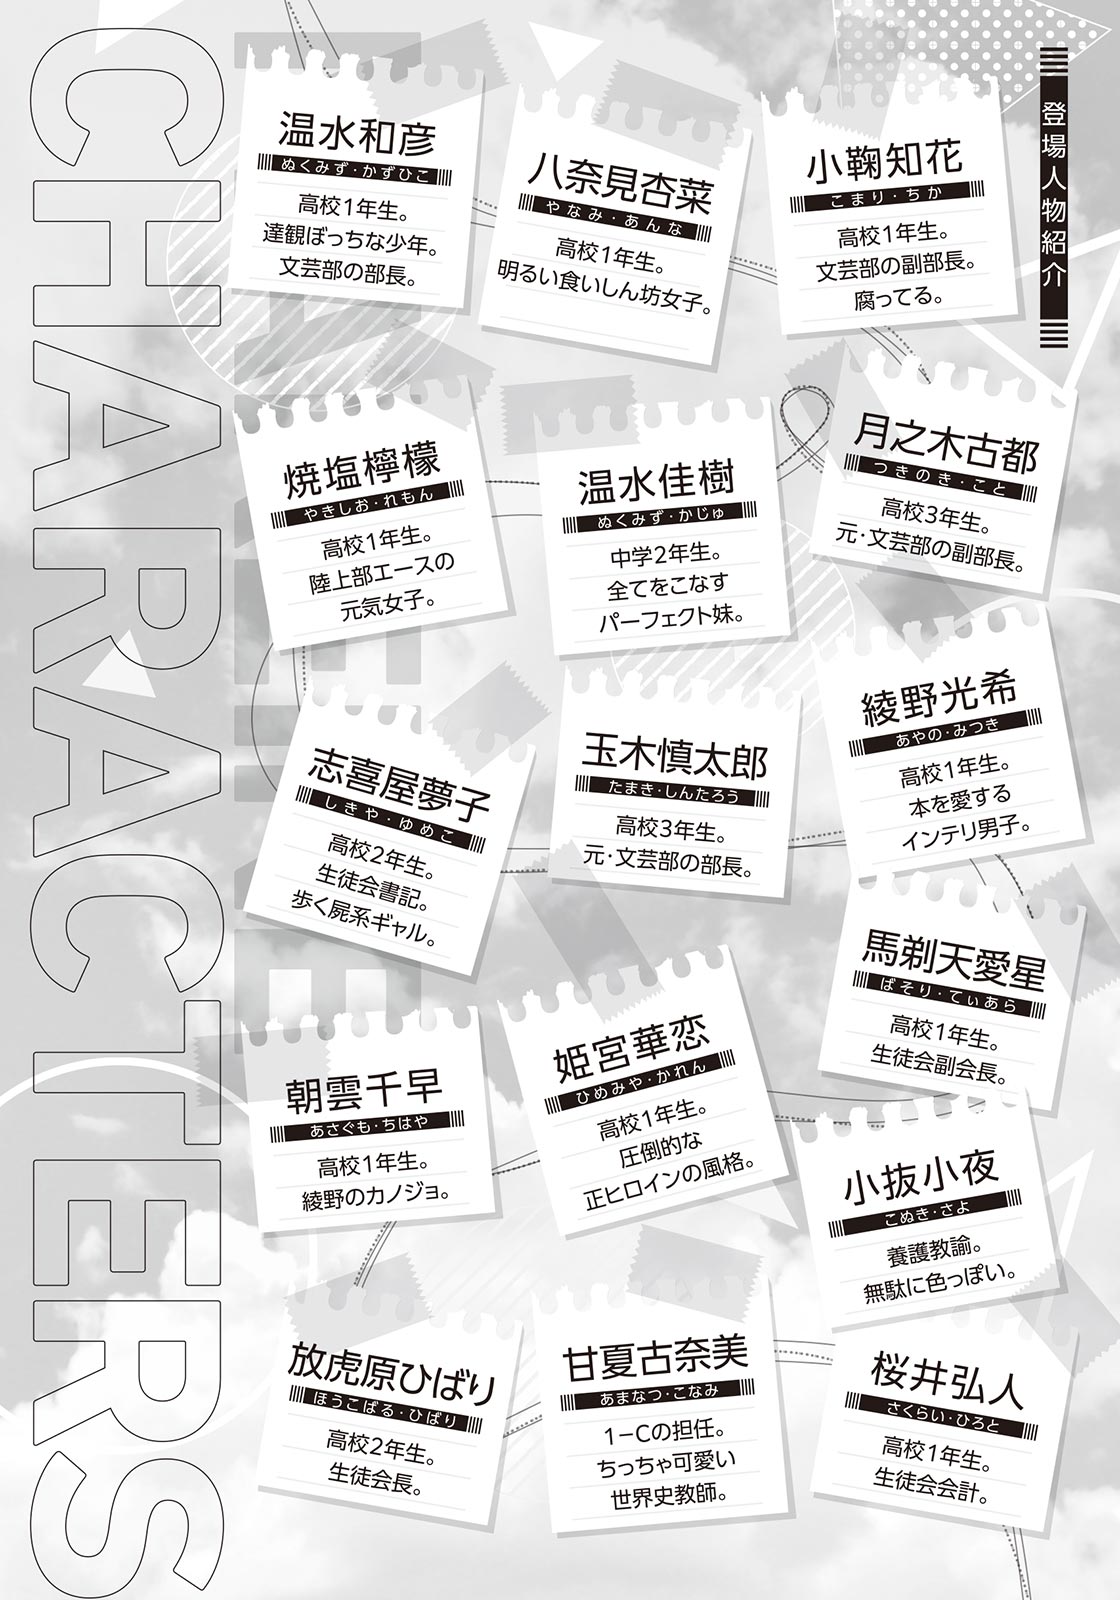 CHARACTERS
登場人物紹介
温水和彦
ぬくみず・かずひこ
高校1年生。
達観ぼっちな少年。
文芸部の部長。
八奈見杏菜
やなみ・あんな
高校1年生。
明るい食いしん坊女子。
小鞠知花
こまり・ちか
高校1年生。
文芸部の副部長。
腐ってる。
焼塩檸檬
やきしお・れもん
高校1年生。
陸上部エースの
元気女子。
温水佳樹
ぬくみず・かじゅ
中学2年生。
全てをこなす
パーフェクト妹。
月之木古都
つきのき・こと
高校3年生。
元・文芸部の副部長。
志喜屋夢子
しきや・ゆめこ
高校2年生。
生徒会書記。
歩く屍系ギャル。
玉木慎太郎
たまき・しんたろう
高校3年生。
元・文芸部の部長。
綾野光希
あやの・みつき
高校1年生。
本を愛する
インテリ男子。
朝雲千早
あさぐも・ちはや
高校1年生。
綾野のカノジョ。
姫宮華恋
ひめみや・かれん
高校1年生。
圧倒的な
正ヒロインの風格。
馬剃天愛星
ばそり・てぃあら
高校1年生。
生徒会副会長。
小抜小夜
こぬき・さよ
養護教諭。
無駄に色っぽい。
放虎原ひばり
ほうこばる・ひばり
高校2年生。
生徒会長。
甘夏古奈美
あまなつ・こなみ
1−Cの担任。
ちっちゃ可愛い
世界史教師。
桜井弘人
さくらい・ひろと
高校1年生。
生徒会会計。